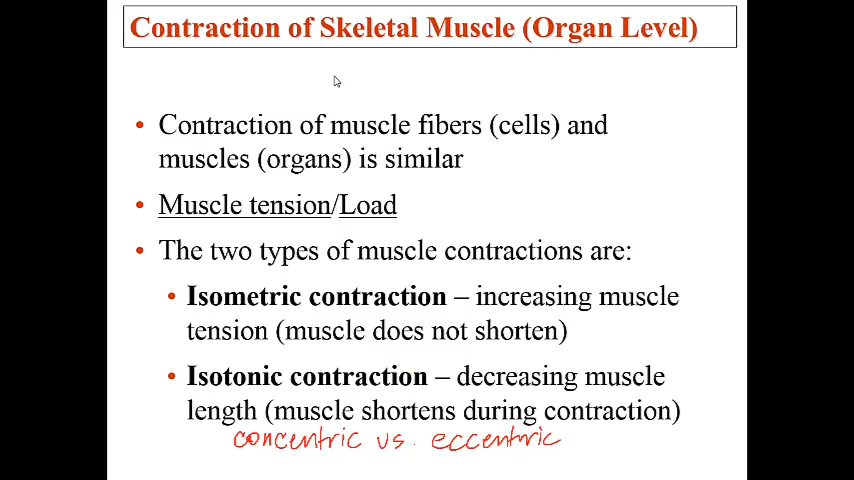 Contraction of Skeletal Muscle (Organ Level)
• Contraction of muscle fibers (cells) and
muscles (organs) is similar
• Muscle tension/Load
• The two types of muscle contractions are:
• Isometric contraction – increasing muscle
tension (muscle does not shorten)
• Isotonic contraction – decreasing muscle
length (muscle shortens during contraction)
concentric vs. eccentric